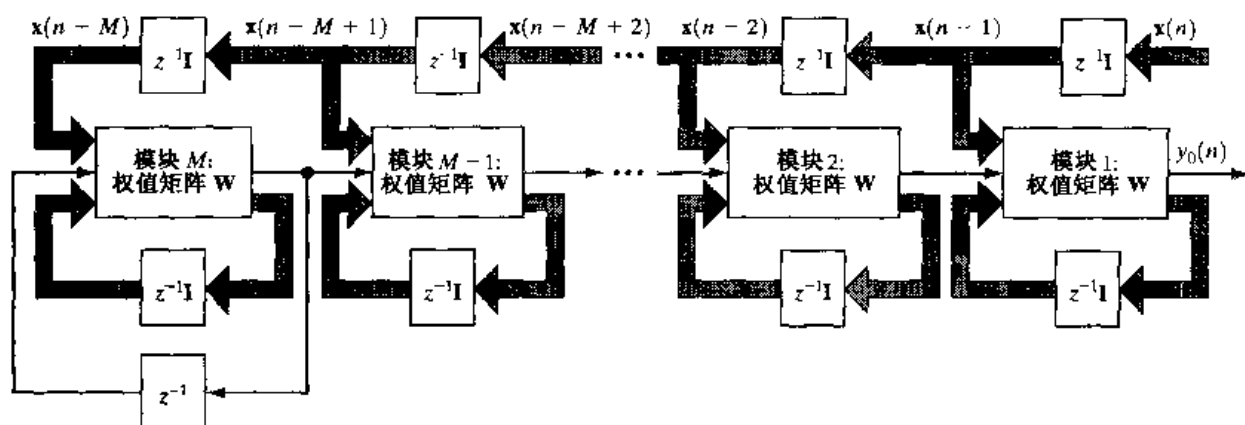 x(n − M)
x(n − M + 1)
x(n − M + 2)
x(n − 2)
x(n − 1)
x(n)
z⁻¹I
z⁻¹I
···
z⁻¹I
z⁻¹I
模块 M:
权值矩阵 W
模块 M−1:
权值矩阵 W
···
模块 2:
权值矩阵 W
模块 1:
权值矩阵 W
y₀(n)
z⁻¹I
z⁻¹I
z⁻¹I
z⁻¹I
z⁻¹